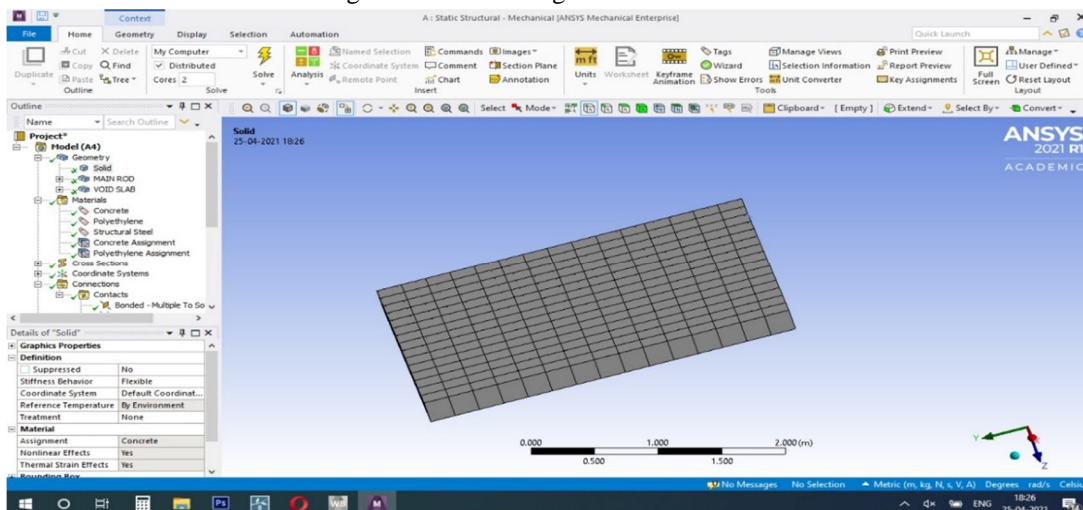 A : Static Structural - Mechanical [ANSYS Mechanical Enterprise]
Context
File Home Geometry Display Selection Automation
Quick Launch
Duplicate
Cut
Copy
Paste
Delete
Find
Tree
Outline
My Computer
Distributed
Cores 2
Solve
Solve
Analysis
Named Selection
Coordinate System
Remote Point
Commands
Comment
Chart
Images
Section Plane
Annotation
Insert
Units
Worksheet
Keyframe
Animation
Tags
Wizard
Show Errors
Manage Views
Selection Information
Unit Converter
Print Preview
Report Preview
Key Assignments
Tools
Full
Screen
Manage
User Defined
Reset Layout
Layout
Select Mode
Clipboard [ Empty ] Extend Select By Convert
Outline
Name Search Outline
Project*
Model (A4)
Geometry
Solid
MAIN ROD
VOID SLAB
Materials
Concrete
Polyethylene
Structural Steel
Concrete Assignment
Polyethylene Assignment
Cross Sections
Coordinate Systems
Connections
Contacts
Bonded - Multiple To So
Details of "Solid"
Graphics Properties
Definition
Suppressed No
Stiffness Behavior Flexible
Coordinate System Default Coordinat...
Reference Temperature By Environment
Treatment None
Material
Assignment Concrete
Nonlinear Effects Yes
Thermal Strain Effects Yes
Bounding Box
Solid
25-04-2021 18:26
ANSYS
2021 R1
ACADEMIC
0.000 1.000 2.000 (m)
0.500 1.500
Y
Z
No Messages No Selection Metric (m, kg, N, s, V, A) Degrees rad/s Celsiu
Ps
WB
M
ENG
18:26
25-04-2021